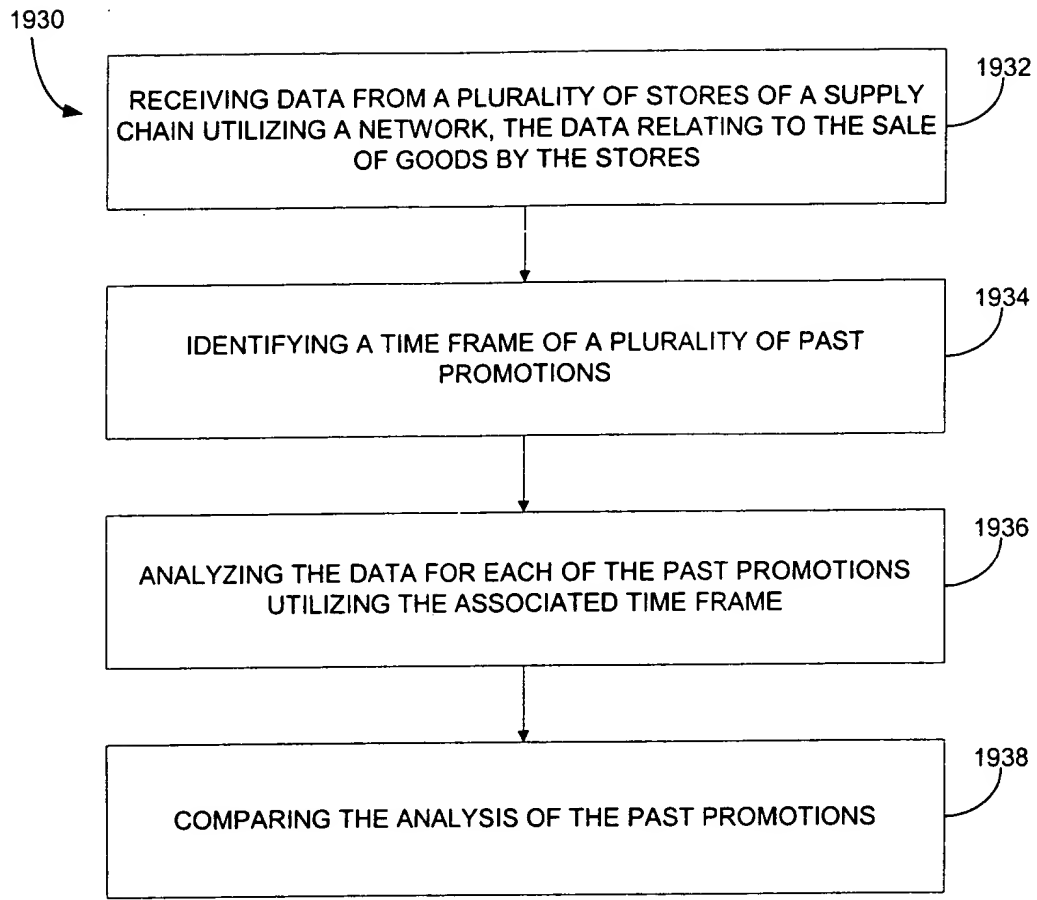 1930
1932
RECEIVING DATA FROM A PLURALITY OF STORES OF A SUPPLY
CHAIN UTILIZING A NETWORK, THE DATA RELATING TO THE SALE
OF GOODS BY THE STORES
1934
IDENTIFYING A TIME FRAME OF A PLURALITY OF PAST
PROMOTIONS
1936
ANALYZING THE DATA FOR EACH OF THE PAST PROMOTIONS
UTILIZING THE ASSOCIATED TIME FRAME
1938
COMPARING THE ANALYSIS OF THE PAST PROMOTIONS